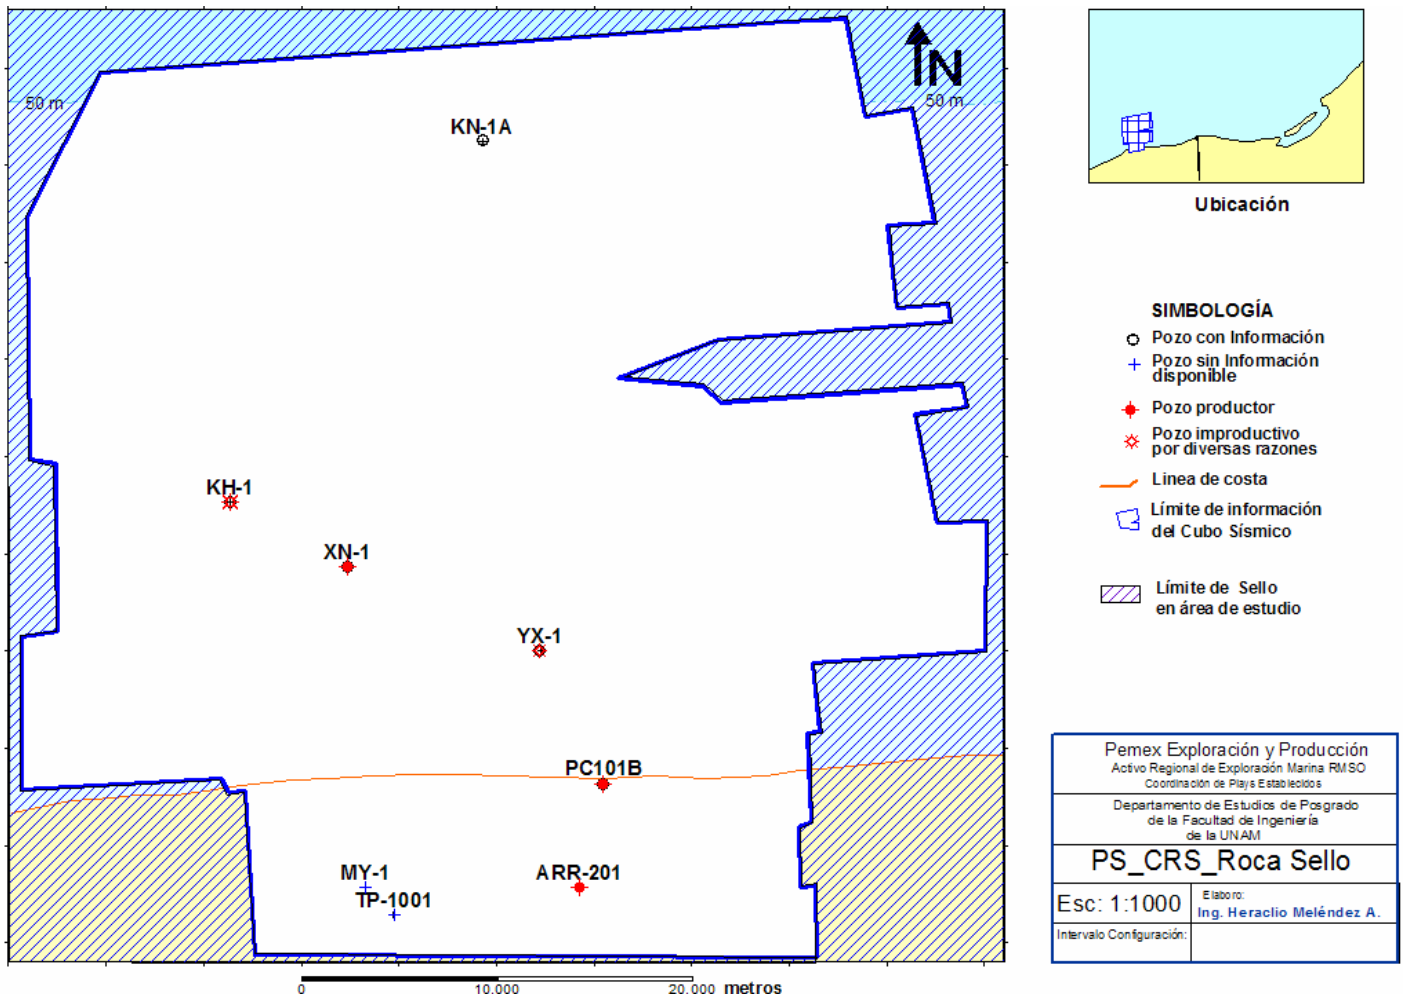 50 m
N
50 m
KN-1A
KH-1
XN-1
YX-1
PC101B
MY-1
TP-1001
ARR-201
0
10.000
20.000
metros
Ubicación
SIMBOLOGÍA
Pozo con Información
Pozo sin Información
disponible
Pozo productor
Pozo improductivo
por diversas razones
Linea de costa
Límite de información
del Cubo Sísmico
Límite de Sello
en área de estudio
Pemex Exploración y Producción
Activo Regional de Exploración Marina RMSO
Coordinación de Plays Establecidos
Departamento de Estudios de Posgrado
de la Facultad de Ingeniería
de la UNAM
PS_CRS_Roca Sello
Esc: 1:1000
Elaboro:
Ing. Heraclio Meléndez A.
Intervalo Configuración: